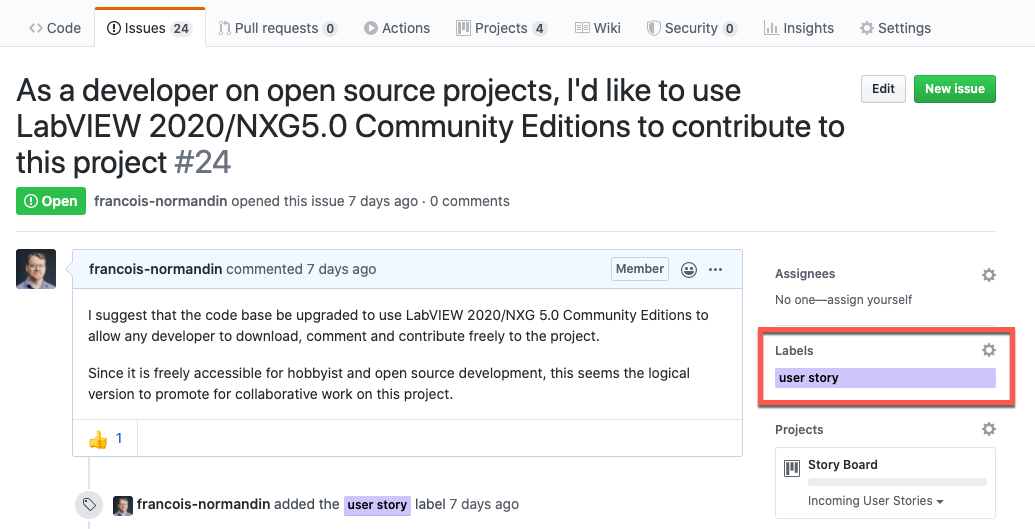 Code Issues 24 Pull requests 0 Actions Projects 4 Wiki Security 0 Insights Settings
As a developer on open source projects, I'd like to use
LabVIEW 2020/NXG5.0 Community Editions to contribute to
this project #24
Edit New issue
Open francois-normandin opened this issue 7 days ago · 0 comments
francois-normandin commented 7 days ago Member
I suggest that the code base be upgraded to use LabVIEW 2020/NXG 5.0 Community Editions to
allow any developer to download, comment and contribute freely to the project.
Since it is freely accessible for hobbyist and open source development, this seems the logical
version to promote for collaborative work on this project.
👍 1
francois-normandin added the user story label 7 days ago
Assignees
No one—assign yourself
Labels
user story
Projects
Story Board
Incoming User Stories